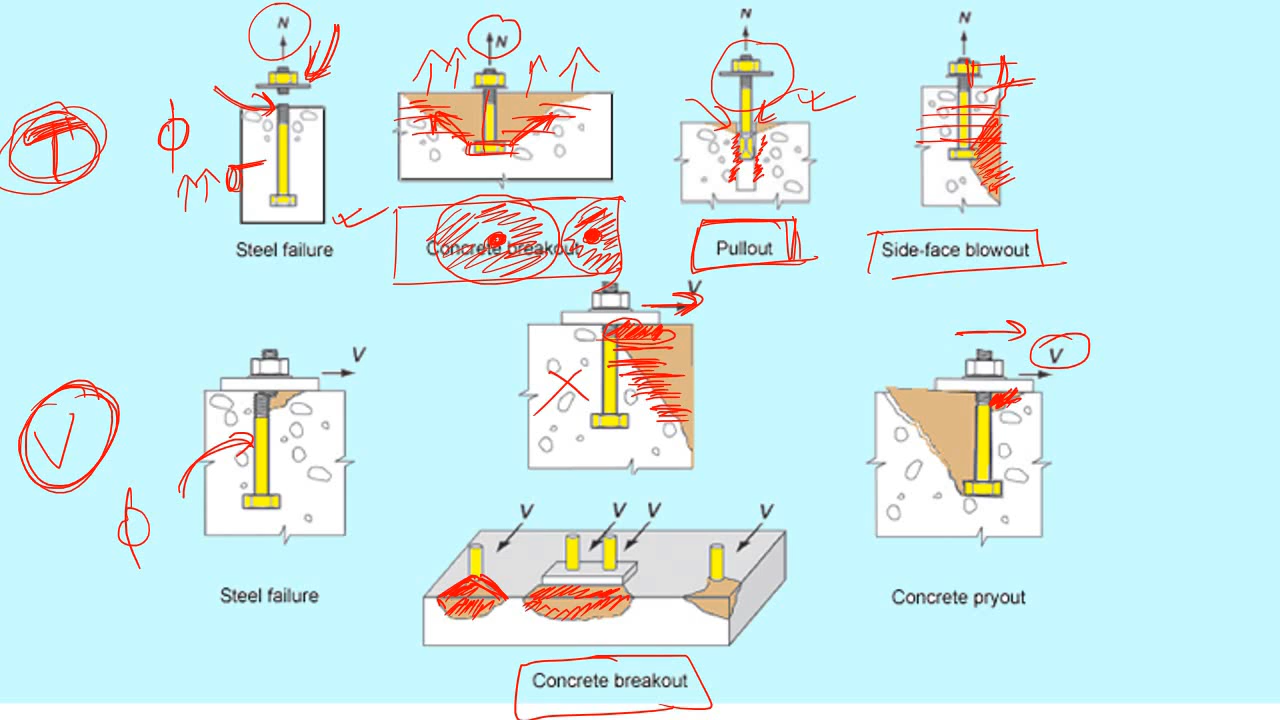 N
N
N
N
T
ϕ
Steel failure
Concrete breakout
Pullout
Side-face blowout
V
V
V
V
ϕ
V V V V
Steel failure
Concrete pryout
Concrete breakout